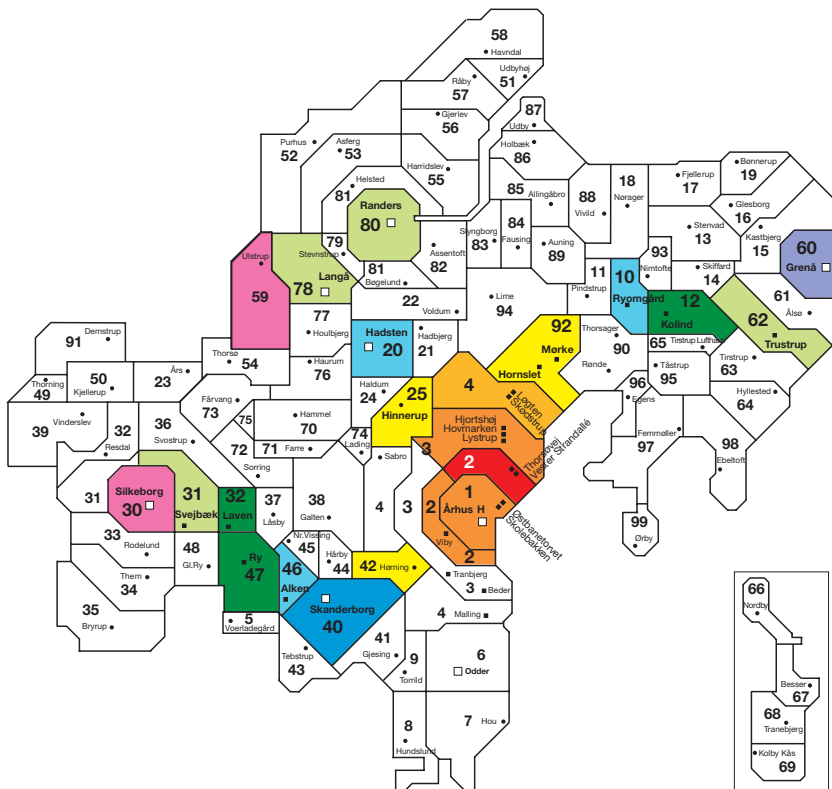 58
Havndal
Udbyhøj
51
Råby
57
Gjerlev
56
87
Udby
Holbæk
86
Purhus
52
Asferg
53
Harridslev
55
Helsted
81
Randers
80
85
Allingåbro
88
Vivild
18
Nørager
Fjellerup
17
Bønnerup
19
Glesborg
16
Stenvad
13
Kastbjerg
15
60
Grenå
Ulstrup
59
79
Stevnstrup
Langå
78
81
Bøgelund
Assentoft
82
Slyngborg
83
84
Fausing
Auning
89
93
Nimtofte
Skiffard
14
61
Ålsø
11
Pindstrup
10
Ryomgård
12
Kolind
62
Trustrup
22
Voldum
Lime
94
77
Houlbjerg
Hadsten
20
Hadbjerg
21
92
Mørke
Hornslet
Thorsager
90
Rønde
65
Tirstrup Lufthavn
Tirstrup
63
Tåstrup
95
Hyllested
64
96
Egens
Femmøller
97
98
Ebeltoft
99
Ørby
Demstrup
91
Thorning
49
50
Kjellerup
Års
23
Thorsø
54
Haurum
76
Haldum
24
25
Hinnerup
4
Løgten
Skødstrup
39
Vinderslev
32
Resdal
36
Svostrup
Fårvang
73
75
Hammel
70
74
Lading
72
71
Farre
Sorring
Sabro
Hjortshøj
Hovmarken
Lystrup
3
2
Thorsøvej
Vester Strandallé
31
Silkeborg
30
31
Svejbæk
32
Laven
37
Låsby
38
Galten
4
3
2
1
Århus H
Viby
2
Østbanetorvet
Skolebakken
33
Rodelund
Them
34
35
Bryrup
48
Gl.Ry
Ry
47
46
Alken
Nr.Vissing
45
Hårby
44
42
Hørning
Tranbjerg
3
Beder
4
Malling
5
Voerladegård
Skanderborg
40
Tebstrup
43
41
Gjesing
9
Torrild
6
Odder
8
Hundslund
7
Hou
66
Nordby
Besser
67
68
Tranebjerg
Kolby Kås
69